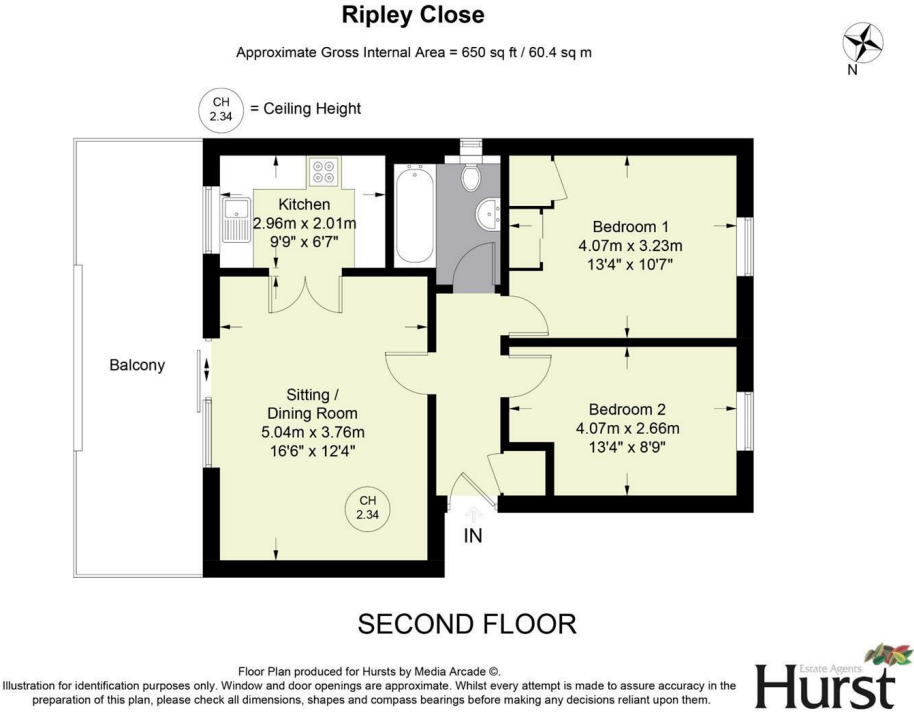 Ripley Close
Approximate Gross Internal Area = 650 sq ft / 60.4 sq m
N
CH
2.34
= Ceiling Height
Kitchen
2.96m x 2.01m
9'9" x 6'7"
Bedroom 1
4.07m x 3.23m
13'4" x 10'7"
Balcony
Sitting /
Dining Room
5.04m x 3.76m
16'6" x 12'4"
Bedroom 2
4.07m x 2.66m
13'4" x 8'9"
CH
2.34
IN
SECOND FLOOR
Floor Plan produced for Hursts by Media Arcade ©.
Illustration for identification purposes only. Window and door openings are approximate. Whilst every attempt is made to assure accuracy in the
preparation of this plan, please check all dimensions, shapes and compass bearings before making any decisions reliant upon them.
Estate Agents
Hurst